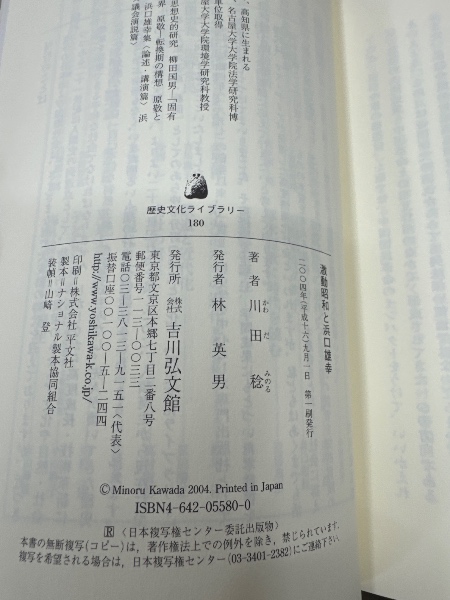 高知県に生まれる
名古屋大学大学院法学研究科博
単位取得
屋大学大学院環境学研究科教授
思想史的研究 柳田国男―「固有
界 原敬―転換期の構想 原敬と
浜口雄幸集〈論述・講演篇〉 浜
議会演説篇〉
歴史文化ライブラリー
180
激動昭和と浜口雄幸
二〇〇四年(平成十六)九月一日 第一刷発行
著者 川田 稔
かわ だ みのる
発行者 林 英男
発行所 株式会社 吉川弘文館
東京都文京区本郷七丁目二番八号
郵便番号一一三―〇〇三三
電話〇三―三八一三―九一五一〈代表〉
振替口座〇〇一〇〇―五―二四四
http://www.yoshikawa-k.co.jp/
印刷=株式会社 平文社
製本=ナショナル製本協同組合
装幀=山崎 登
© Minoru Kawada 2004. Printed in Japan
ISBN4-642-05580-0
Ⓡ 〈日本複写権センター委託出版物〉
本書の無断複写(コピー)は,著作権法上での例外を除き,禁じられています.
複写を希望される場合は,日本複写権センター(03-3401-2382)にご連絡下さい.